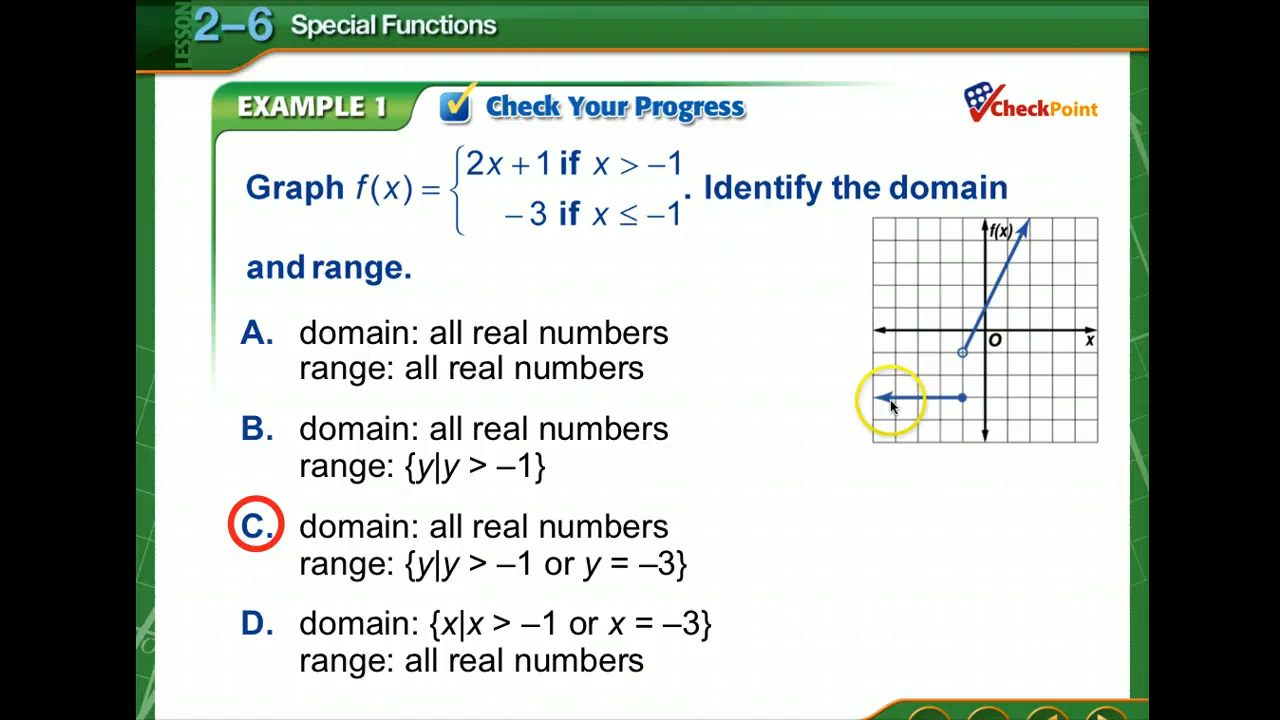 LESSON 2–6 Special Functions
EXAMPLE 1 Check Your Progress CheckPoint
Graph f(x) = { 2x + 1 if x > –1
– 3 if x ≤ –1 . Identify the domain
and range.
f(x)
O
x
A. domain: all real numbers
range: all real numbers
B. domain: all real numbers
range: {y|y > –1}
C. domain: all real numbers
range: {y|y > –1 or y = –3}
D. domain: {x|x > –1 or x = –3}
range: all real numbers